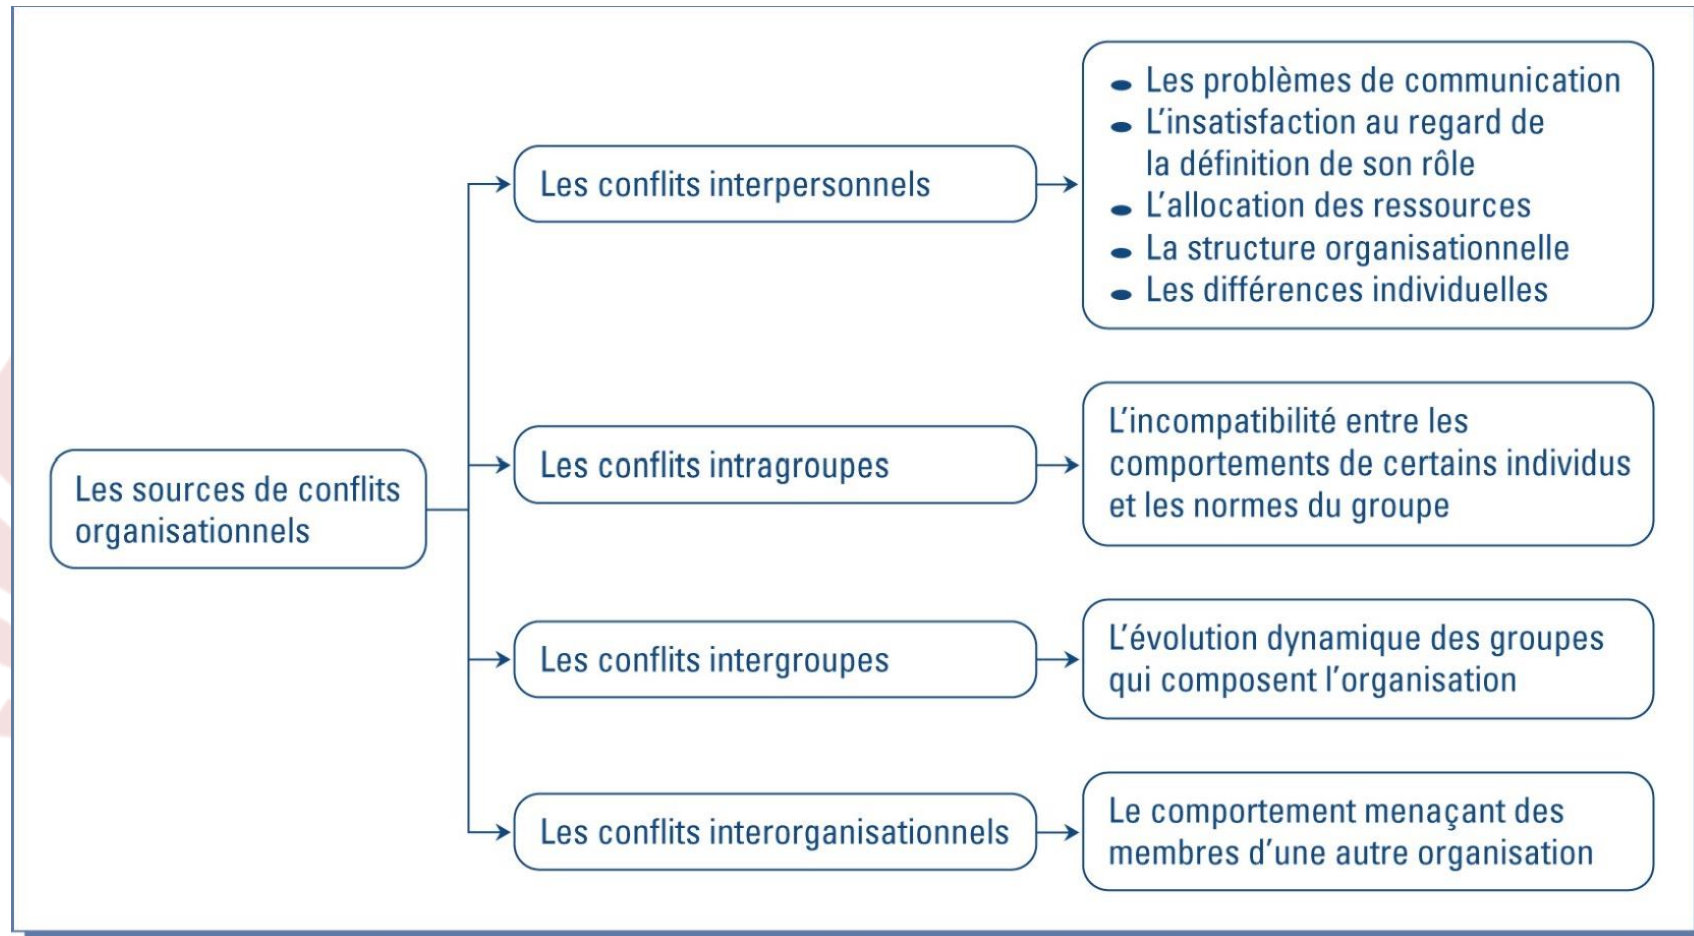 Les sources de conflits
organisationnels
Les conflits interpersonnels
• Les problèmes de communication
• L'insatisfaction au regard de
la définition de son rôle
• L'allocation des ressources
• La structure organisationnelle
• Les différences individuelles
Les conflits intragroupes
L'incompatibilité entre les
comportements de certains individus
et les normes du groupe
Les conflits intergroupes
L'évolution dynamique des groupes
qui composent l'organisation
Les conflits interorganisationnels
Le comportement menaçant des
membres d'une autre organisation